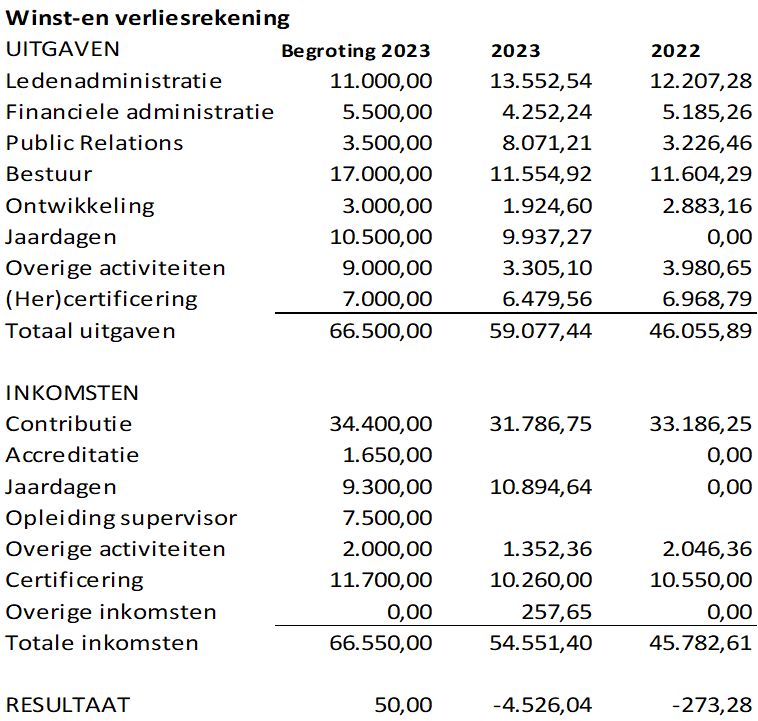 Winst-en verliesrekening
UITGAVEN Begroting 2023 2023 2022
Ledenadministratie 11.000,00 13.552,54 12.207,28
Financiele administratie 5.500,00 4.252,24 5.185,26
Public Relations 3.500,00 8.071,21 3.226,46
Bestuur 17.000,00 11.554,92 11.604,29
Ontwikkeling 3.000,00 1.924,60 2.883,16
Jaardagen 10.500,00 9.937,27 0,00
Overige activiteiten 9.000,00 3.305,10 3.980,65
(Her)certificering 7.000,00 6.479,56 6.968,79
Totaal uitgaven 66.500,00 59.077,44 46.055,89
INKOMSTEN
Contributie 34.400,00 31.786,75 33.186,25
Accreditatie 1.650,00 0,00
Jaardagen 9.300,00 10.894,64 0,00
Opleiding supervisor 7.500,00
Overige activiteiten 2.000,00 1.352,36 2.046,36
Certificering 11.700,00 10.260,00 10.550,00
Overige inkomsten 0,00 257,65 0,00
Totale inkomsten 66.550,00 54.551,40 45.782,61
RESULTAAT 50,00 -4.526,04 -273,28